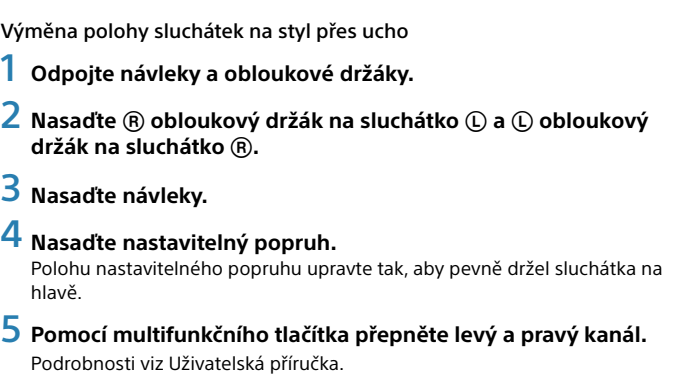 Výměna polohy sluchátek na styl přes ucho
1 Odpojte návleky a obloukové držáky.
2 Nasaďte Ⓡ obloukový držák na sluchátko Ⓛ a Ⓛ obloukový
držák na sluchátko Ⓡ.
3 Nasaďte návleky.
4 Nasaďte nastavitelný popruh.
Polohu nastavitelného popruhu upravte tak, aby pevně držel sluchátka na
hlavě.
5 Pomocí multifunkčního tlačítka přepněte levý a pravý kanál.
Podrobnosti viz Uživatelská příručka.